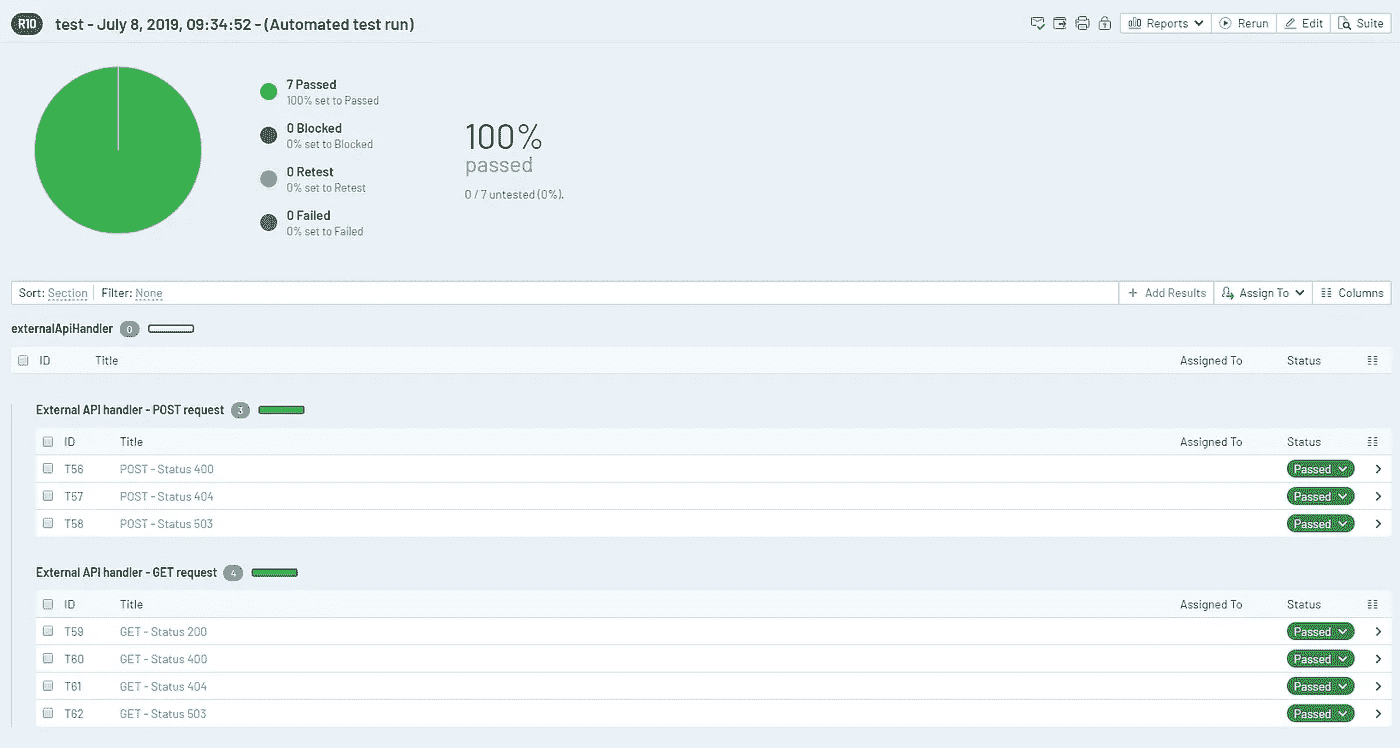 R10 test - July 8, 2019, 09:34:52 - (Automated test run) Reports Rerun Edit Suite
7 Passed
100% set to Passed
0 Blocked
0% set to Blocked
0 Retest
0% set to Retest
0 Failed
0% set to Failed
100%
passed
0 / 7 untested (0%).
Sort: Section Filter: None + Add Results Assign To Columns
externalApiHandler 0
ID Title Assigned To Status
External API handler - POST request 3
ID Title Assigned To Status
T56 POST - Status 400 Passed
T57 POST - Status 404 Passed
T58 POST - Status 503 Passed
External API handler - GET request 4
ID Title Assigned To Status
T59 GET - Status 200 Passed
T60 GET - Status 400 Passed
T61 GET - Status 404 Passed
T62 GET - Status 503 Passed